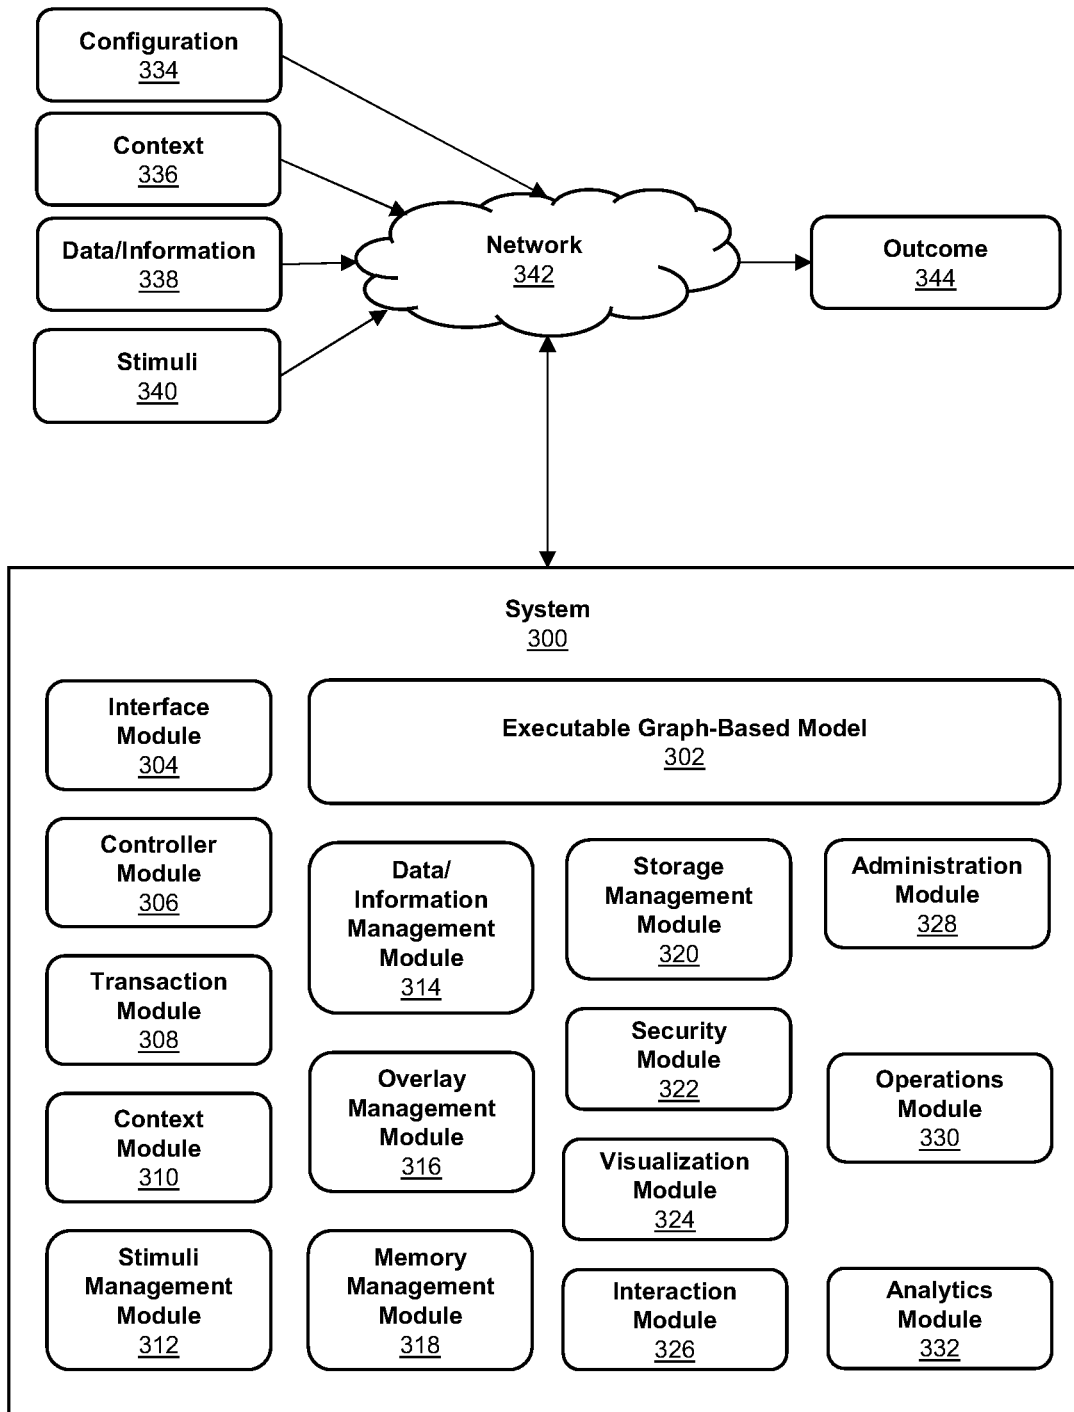 Configuration
334
Context
336
Data/Information
338
Stimuli
340
Network
342
Outcome
344
System
300
Interface
Module
304
Executable Graph-Based Model
302
Controller
Module
306
Transaction
Module
308
Context
Module
310
Stimuli
Management
Module
312
Data/
Information
Management
Module
314
Overlay
Management
Module
316
Memory
Management
Module
318
Storage
Management
Module
320
Security
Module
322
Visualization
Module
324
Interaction
Module
326
Administration
Module
328
Operations
Module
330
Analytics
Module
332